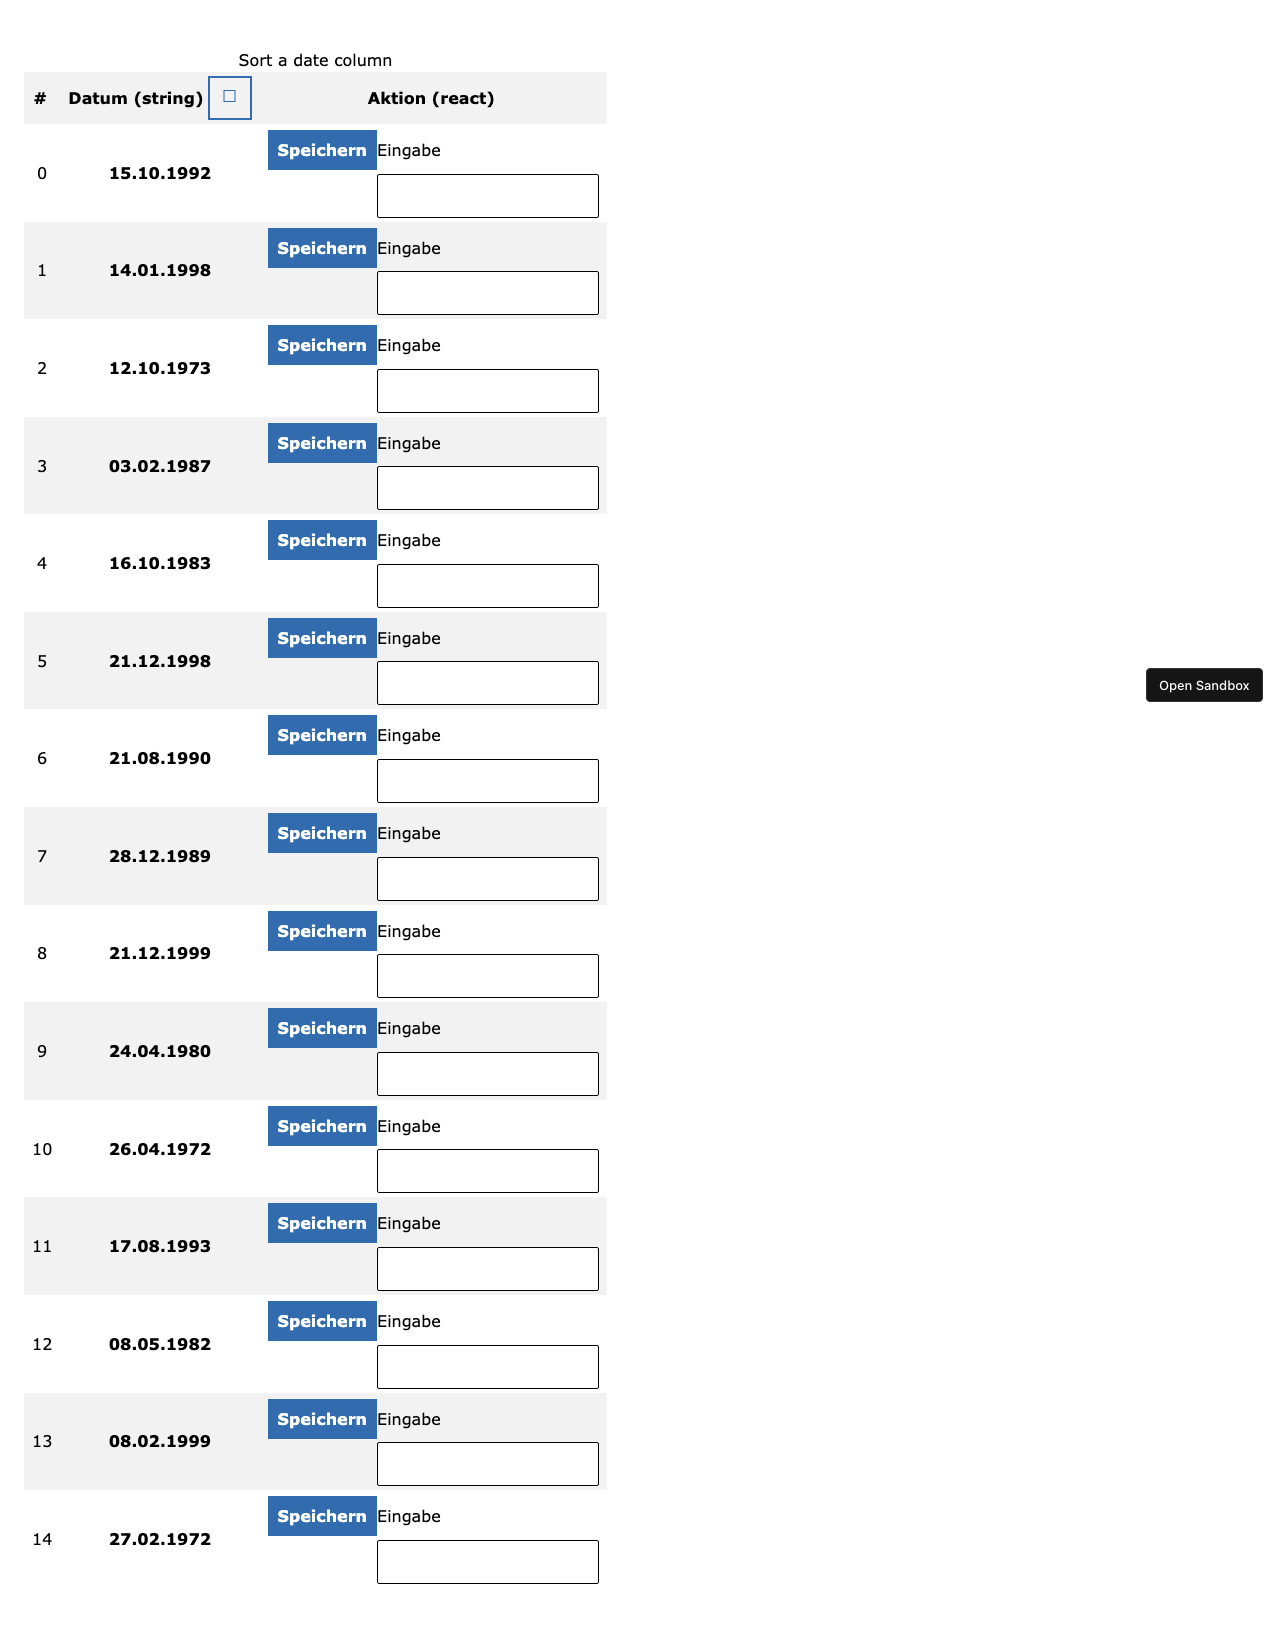 Sort a date column
# Datum (string) Aktion (react)
Speichern Eingabe
0 15.10.1992
Speichern Eingabe
1 14.01.1998
Speichern Eingabe
2 12.10.1973
Speichern Eingabe
3 03.02.1987
Speichern Eingabe
4 16.10.1983
Speichern Eingabe
5 21.12.1998
Open Sandbox
Speichern Eingabe
6 21.08.1990
Speichern Eingabe
7 28.12.1989
Speichern Eingabe
8 21.12.1999
Speichern Eingabe
9 24.04.1980
Speichern Eingabe
10 26.04.1972
Speichern Eingabe
11 17.08.1993
Speichern Eingabe
12 08.05.1982
Speichern Eingabe
13 08.02.1999
Speichern Eingabe
14 27.02.1972